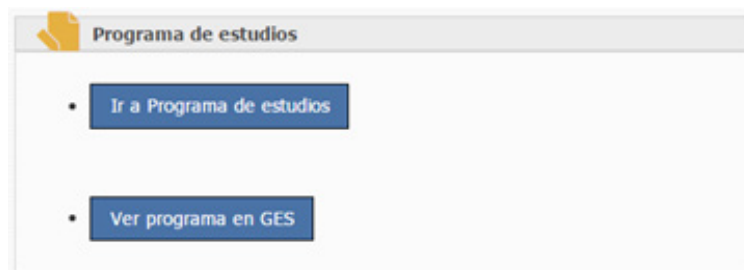 Programa de estudios
Ir a Programa de estudios
Ver programa en GES